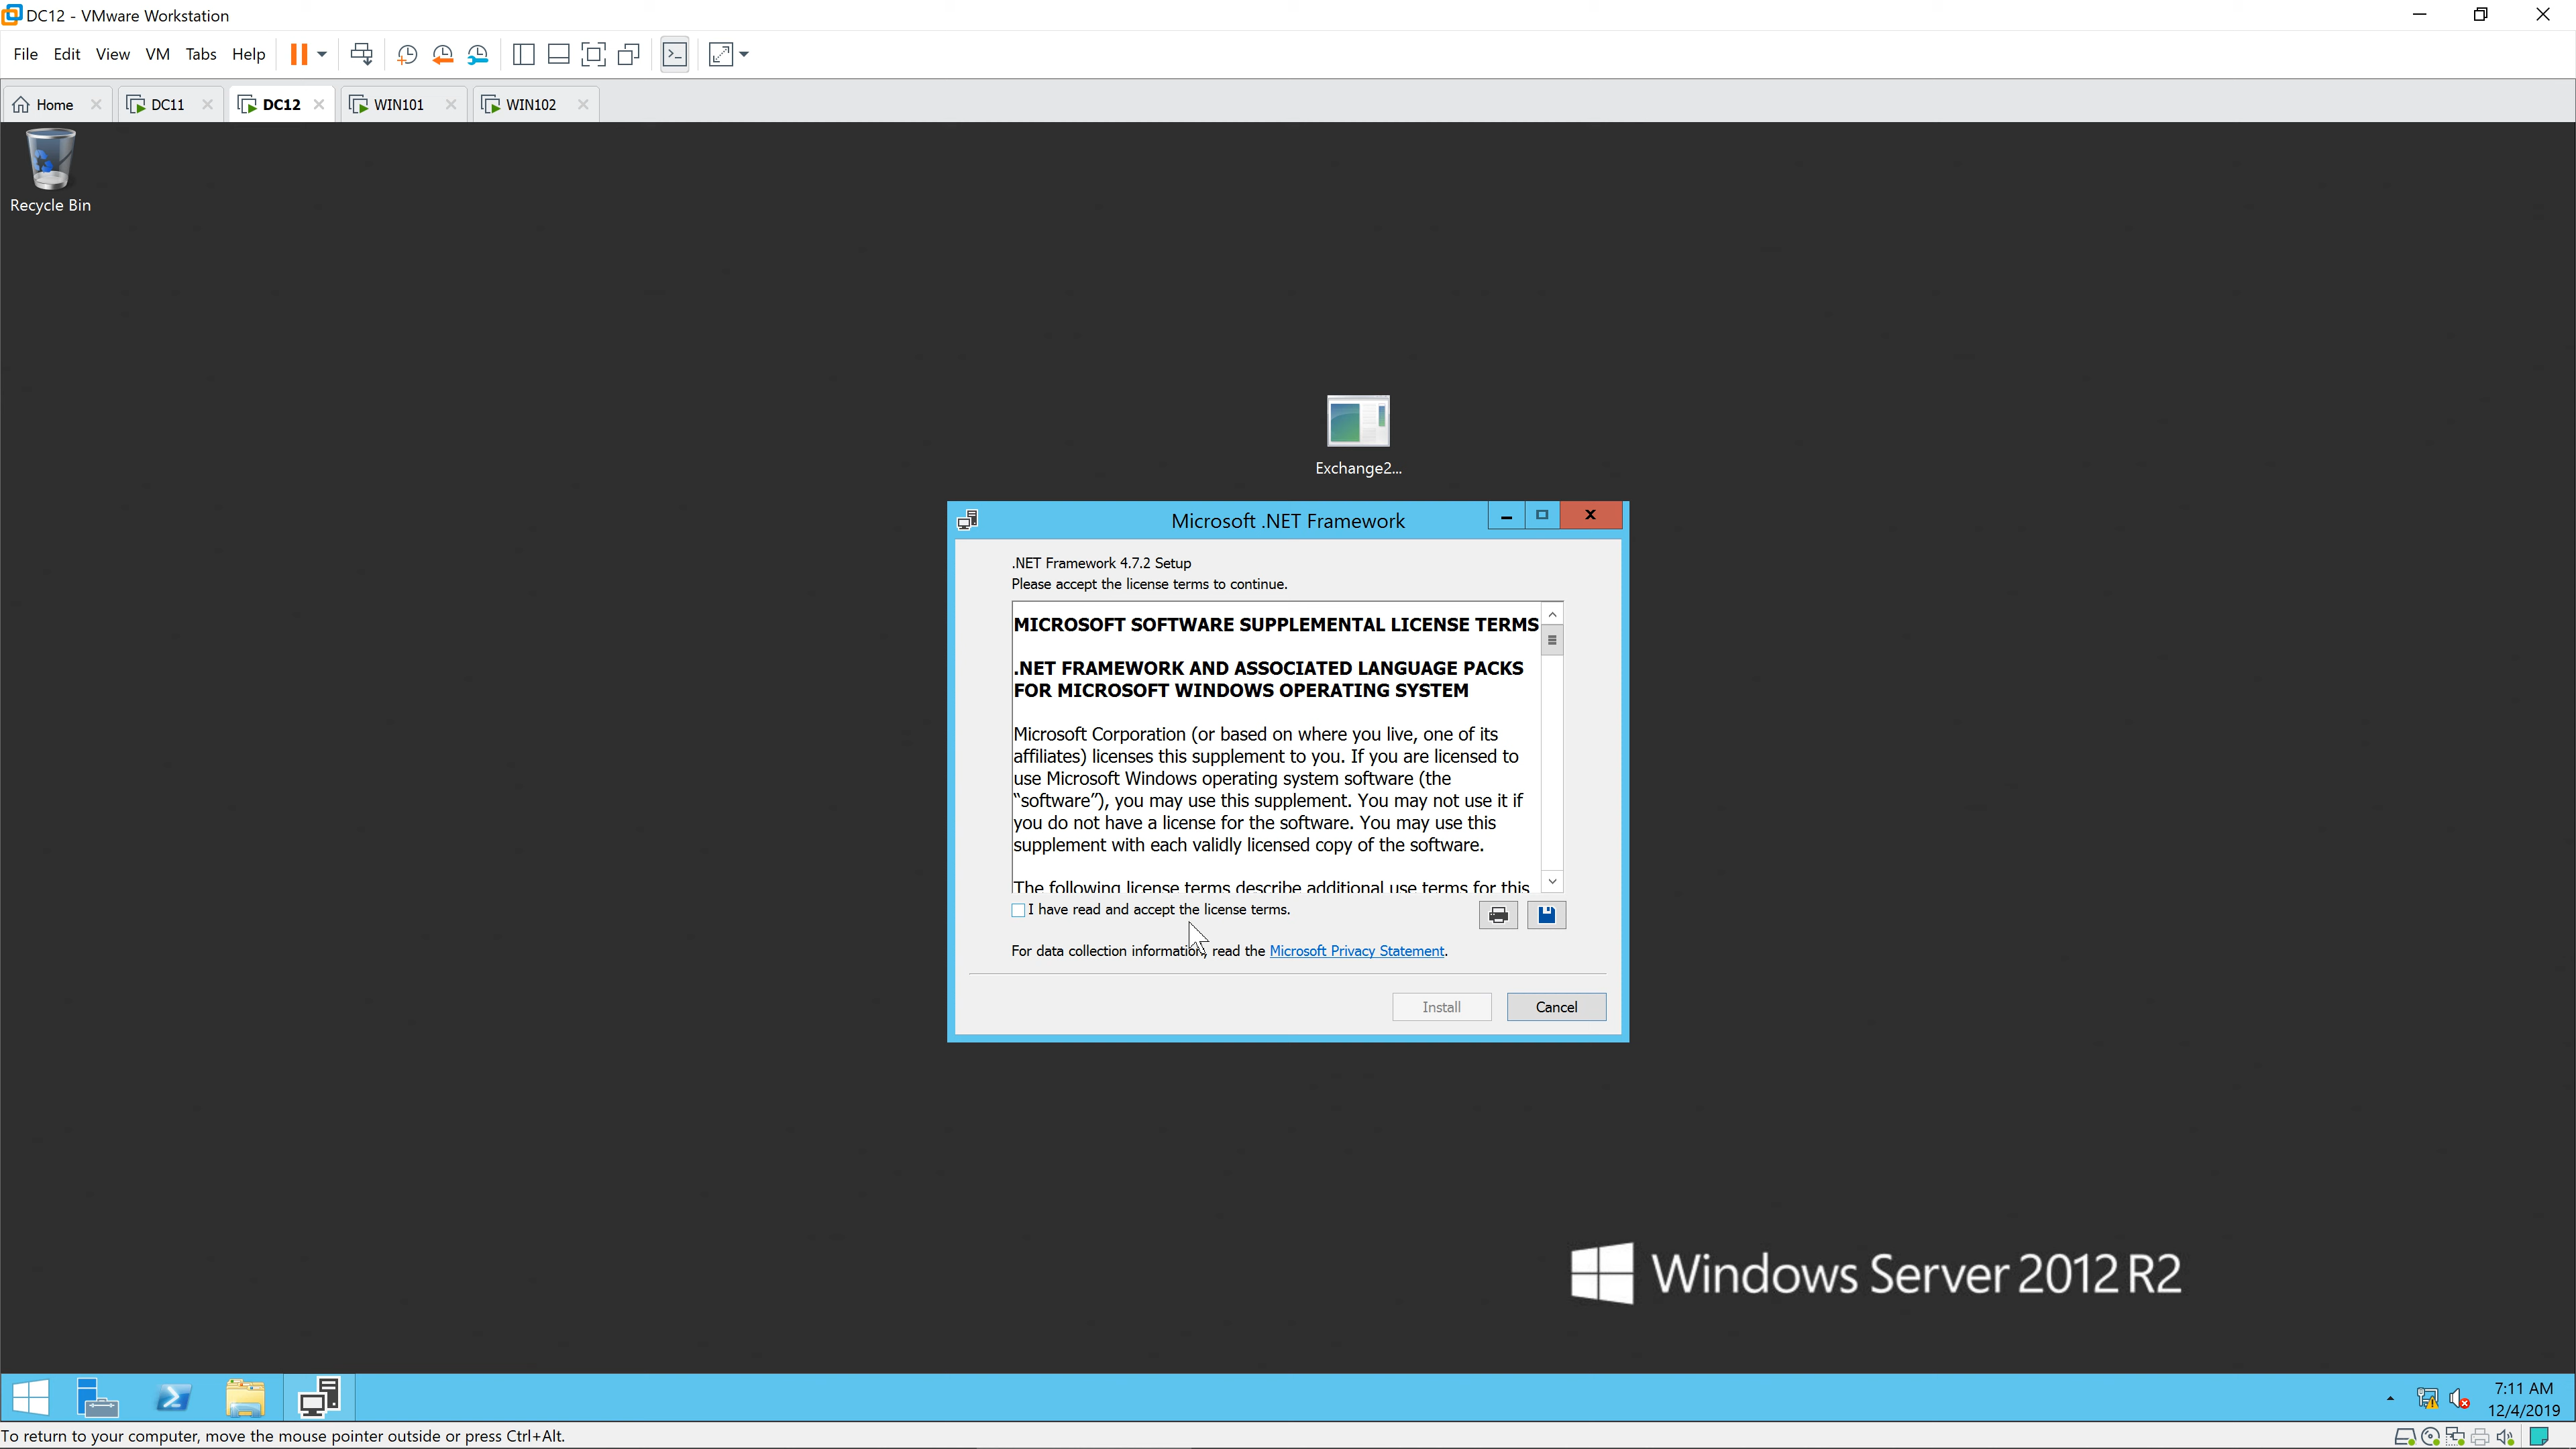 DC12 - VMware Workstation
File Edit View VM Tabs Help
Home DC11 DC12 WIN101 WIN102
Recycle Bin
Exchange2...
Microsoft .NET Framework
.NET Framework 4.7.2 Setup
Please accept the license terms to continue.
MICROSOFT SOFTWARE SUPPLEMENTAL LICENSE TERMS
.NET FRAMEWORK AND ASSOCIATED LANGUAGE PACKS
FOR MICROSOFT WINDOWS OPERATING SYSTEM
Microsoft Corporation (or based on where you live, one of its
affiliates) licenses this supplement to you. If you are licensed to
use Microsoft Windows operating system software (the
“software”), you may use this supplement. You may not use it if
you do not have a license for the software. You may use this
supplement with each validly licensed copy of the software.
The following license terms describe additional use terms for this
I have read and accept the license terms.
For data collection information, read the Microsoft Privacy Statement.
Install Cancel
Windows Server 2012 R2
7:11 AM
12/4/2019
To return to your computer, move the mouse pointer outside or press Ctrl+Alt.